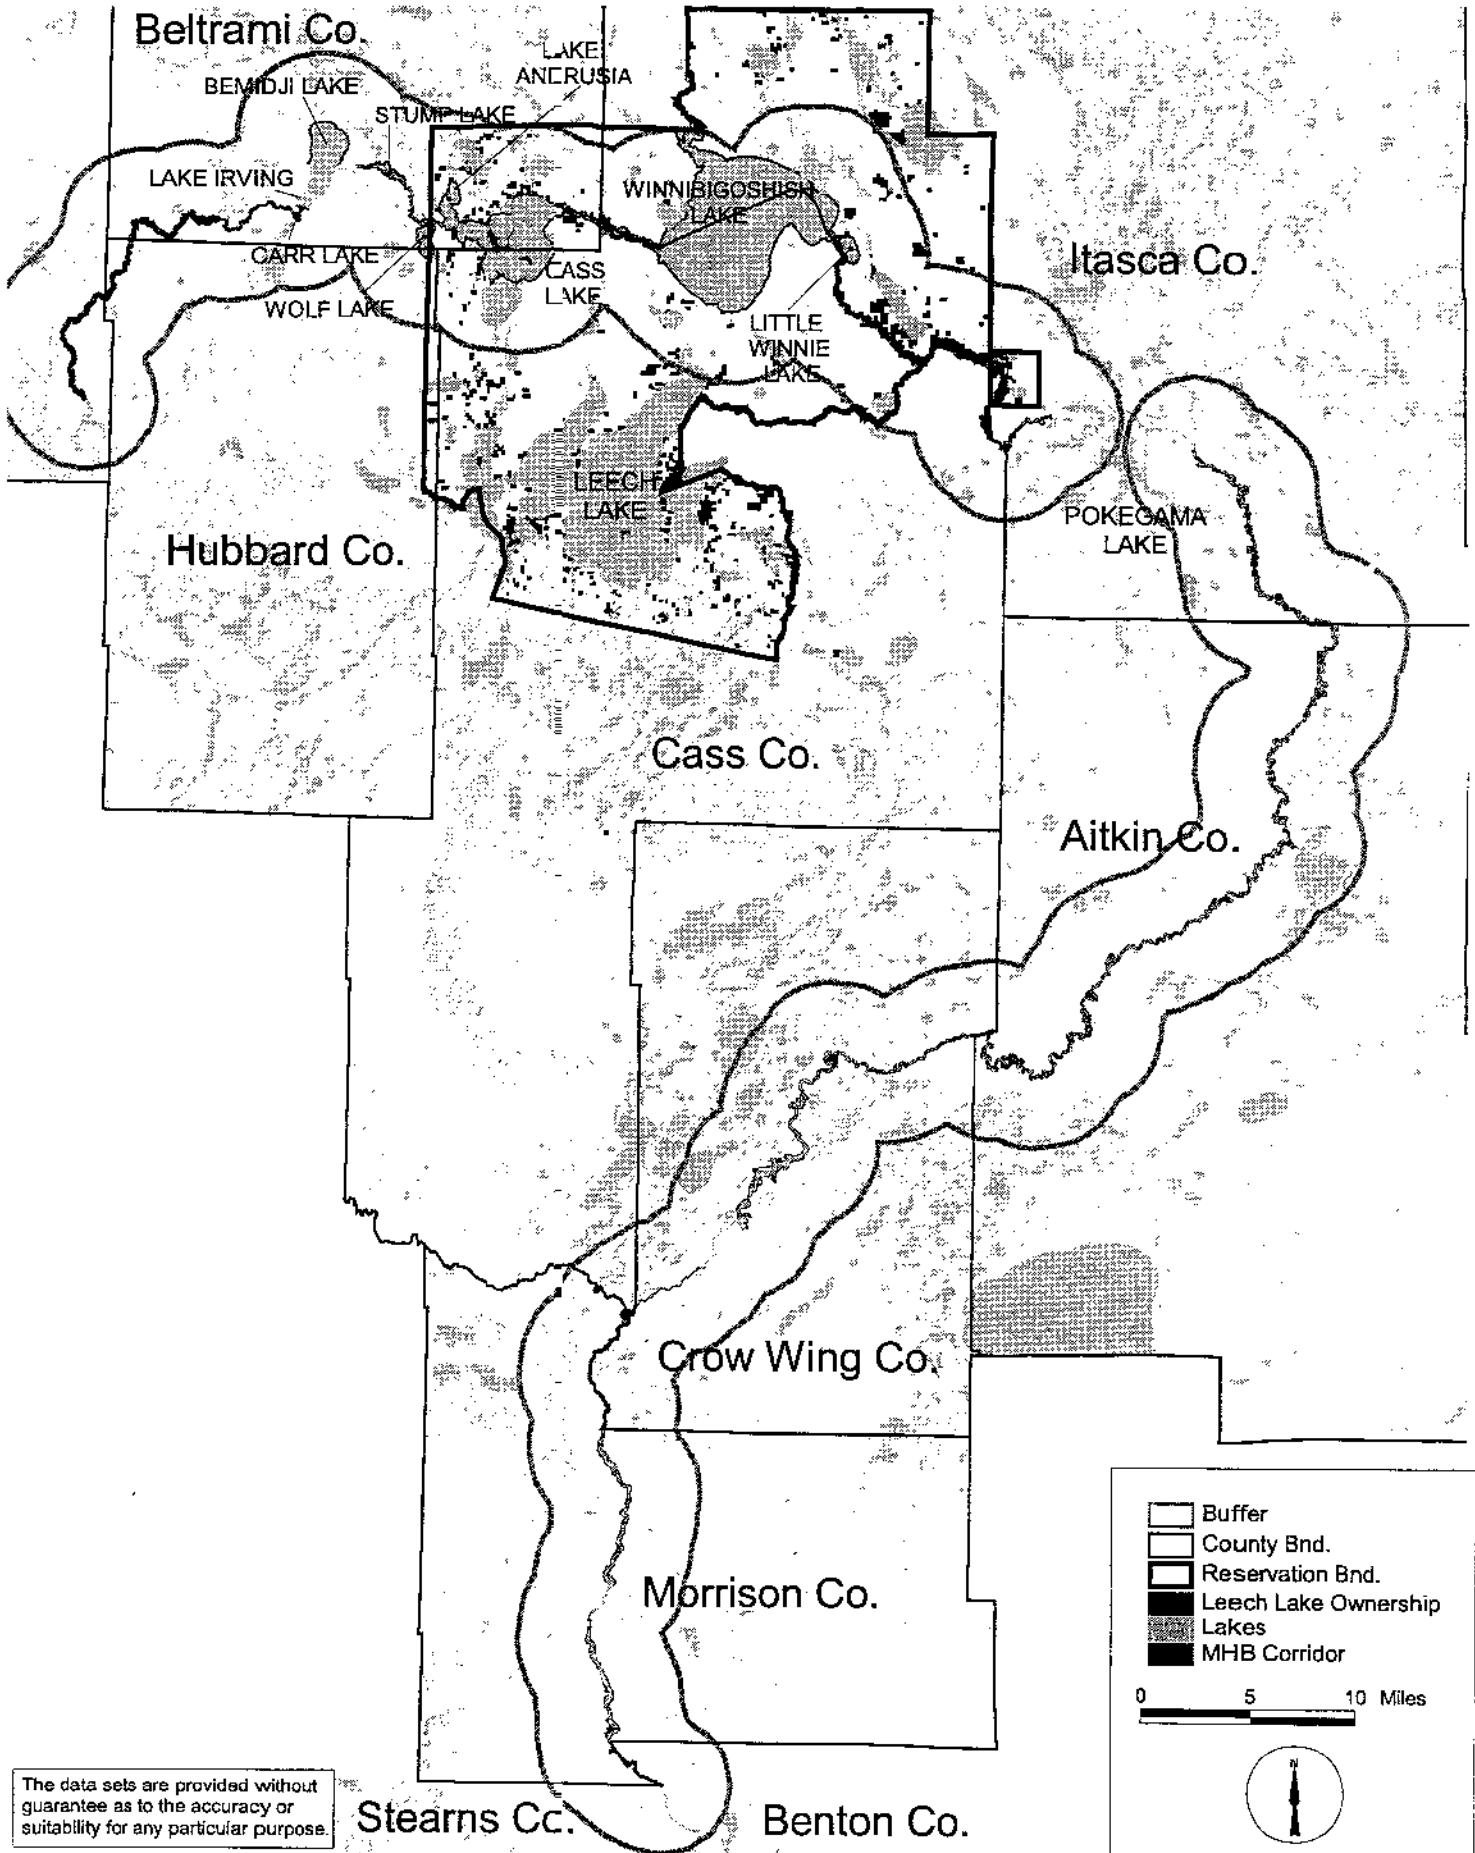 Beltrami Co.
LAKE
ANDRUSIA
BEMIDJI LAKE
STUMP LAKE
LAKE IRVING
WINNIBIGOSHISH
LAKE
CARR LAKE
CASS
LAKE
Itasca Co.
WOLF LAKE
LITTLE
WINNIE
LAKE
LEECH
LAKE
POKEGAMA
LAKE
Hubbard Co.
Cass Co.
Aitkin Co.
Crow Wing Co.
Morrison Co.
Buffer
County Bnd.
Reservation Bnd.
Leech Lake Ownership
Lakes
MHB Corridor
0 5 10 Miles
N
The data sets are provided without
guarantee as to the accuracy or
suitability for any particular purpose.
Stearns Co.
Benton Co.